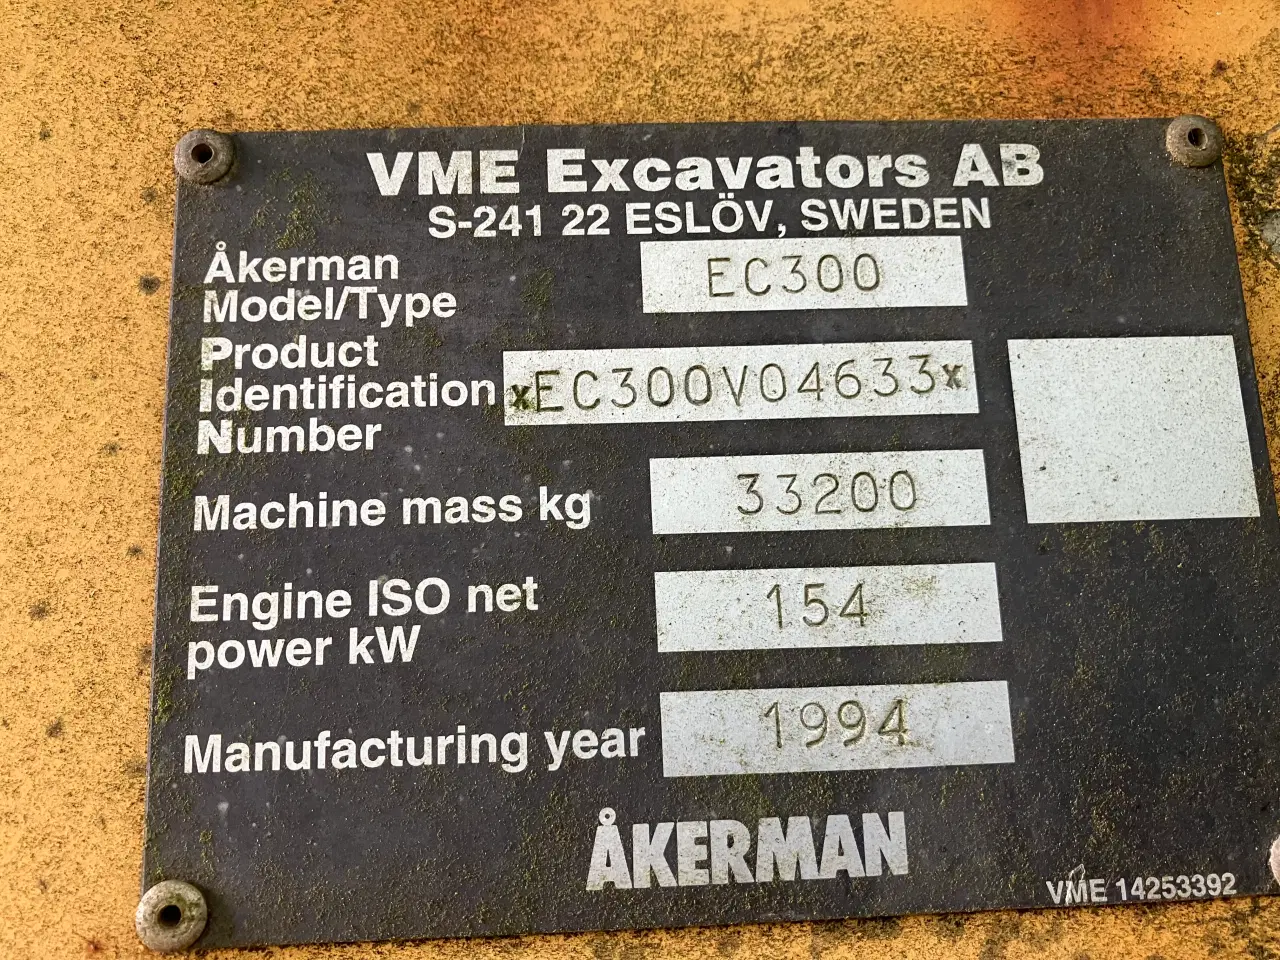 VME Excavators AB
S-241 22 ESLÖV, SWEDEN
Åkerman
Model/Type
EC300
Product
Identification
Number
xEC300V04633x
Machine mass kg
33200
Engine ISO net
power kW
154
Manufacturing year
1994
ÅKERMAN
VME 14253392